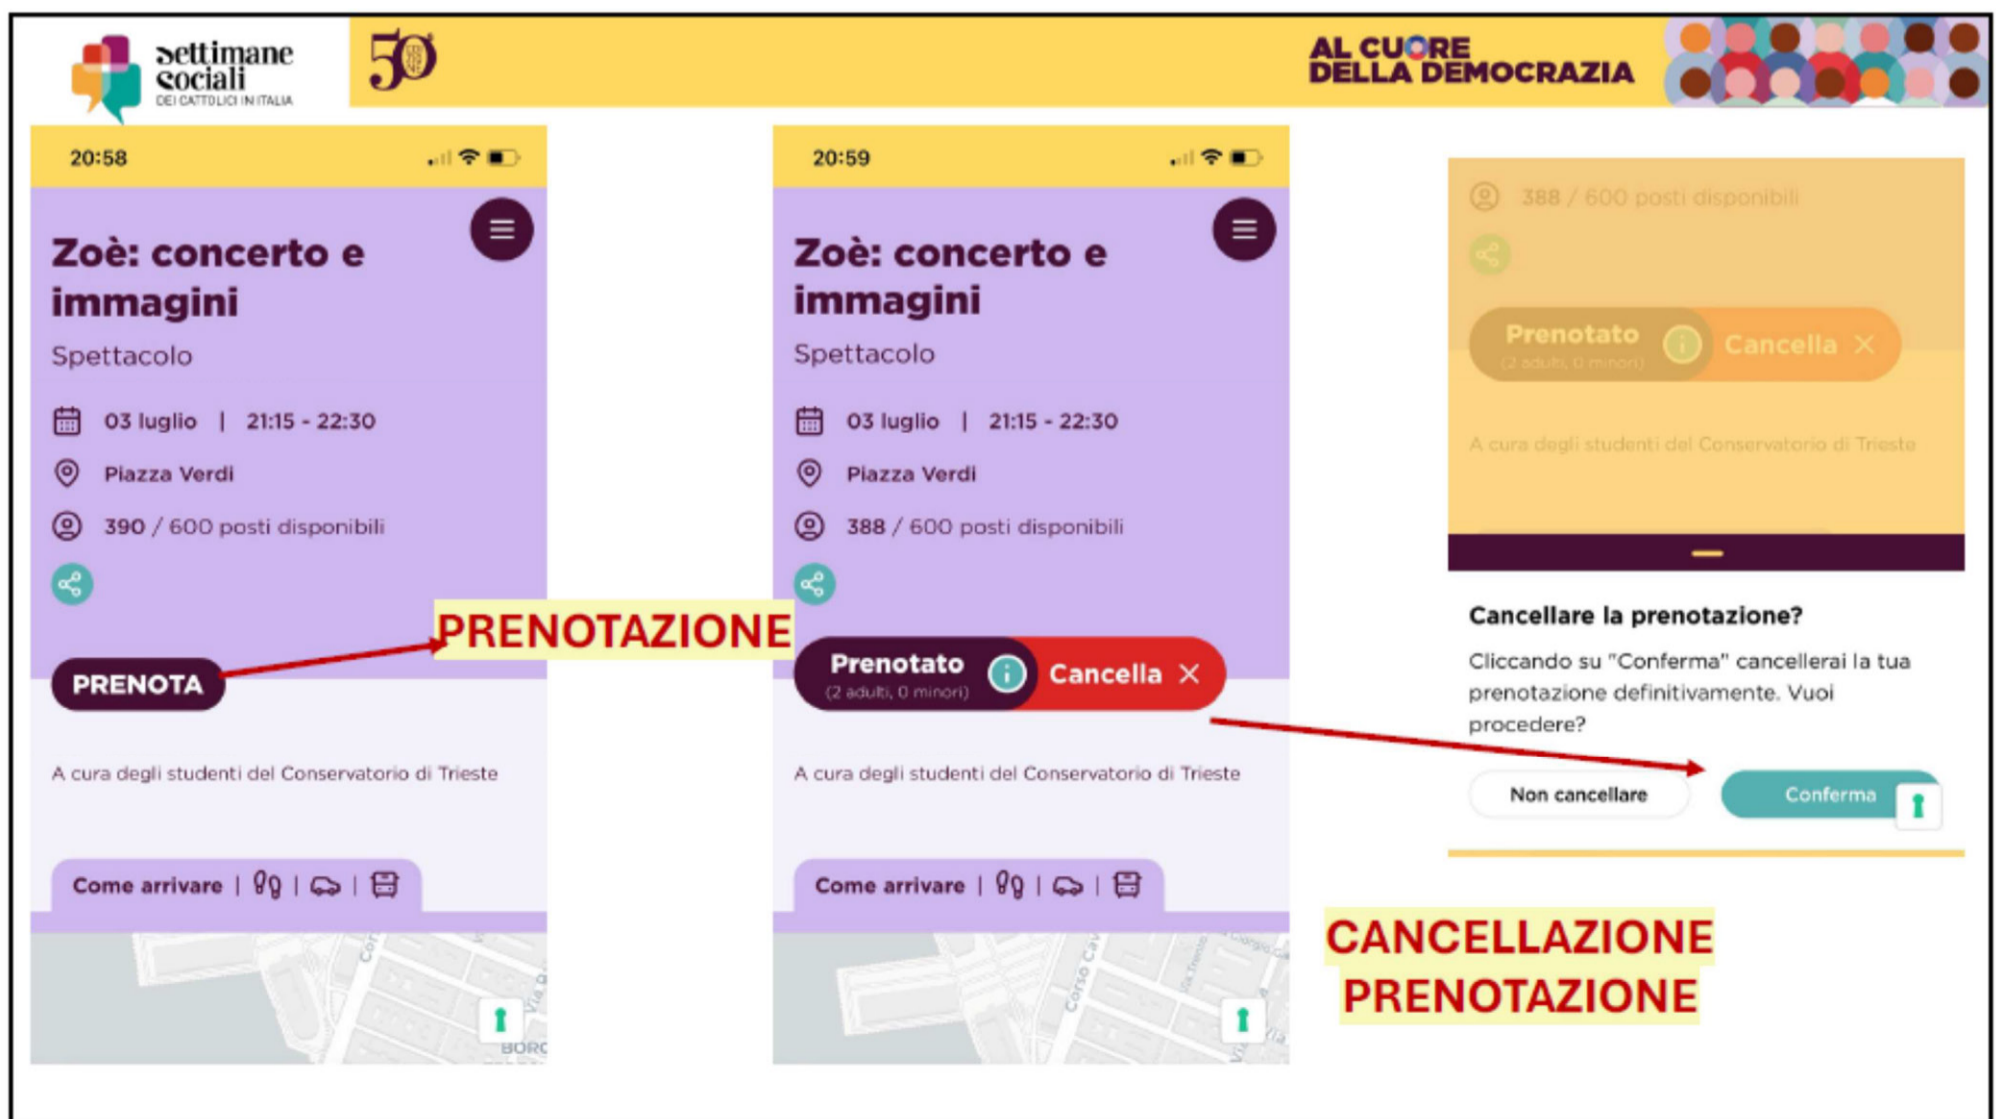 Settimane
Sociali
DEI CATTOLICI IN ITALIA
50°
AL CUORE
DELLA DEMOCRAZIA
20:58
Zoè: concerto e
immagini
Spettacolo
03 luglio | 21:15 - 22:30
Piazza Verdi
390 / 600 posti disponibili
PRENOTA
A cura degli studenti del Conservatorio di Trieste
Come arrivare | | |
PRENOTAZIONE
20:59
Zoè: concerto e
immagini
Spettacolo
03 luglio | 21:15 - 22:30
Piazza Verdi
388 / 600 posti disponibili
Prenotato
(2 adulti, 0 minori)
i
Cancella ×
A cura degli studenti del Conservatorio di Trieste
Come arrivare | | |
Corso Cav
388 / 600 posti disponibili
Prenotato
(2 adulti, 0 minori)
i
Cancella ×
A cura degli studenti del Conservatorio di Trieste
Cancellare la prenotazione?
Cliccando su "Conferma" cancellerai la tua
prenotazione definitivamente. Vuoi
procedere?
Non cancellare
Conferma
CANCELLAZIONE
PRENOTAZIONE